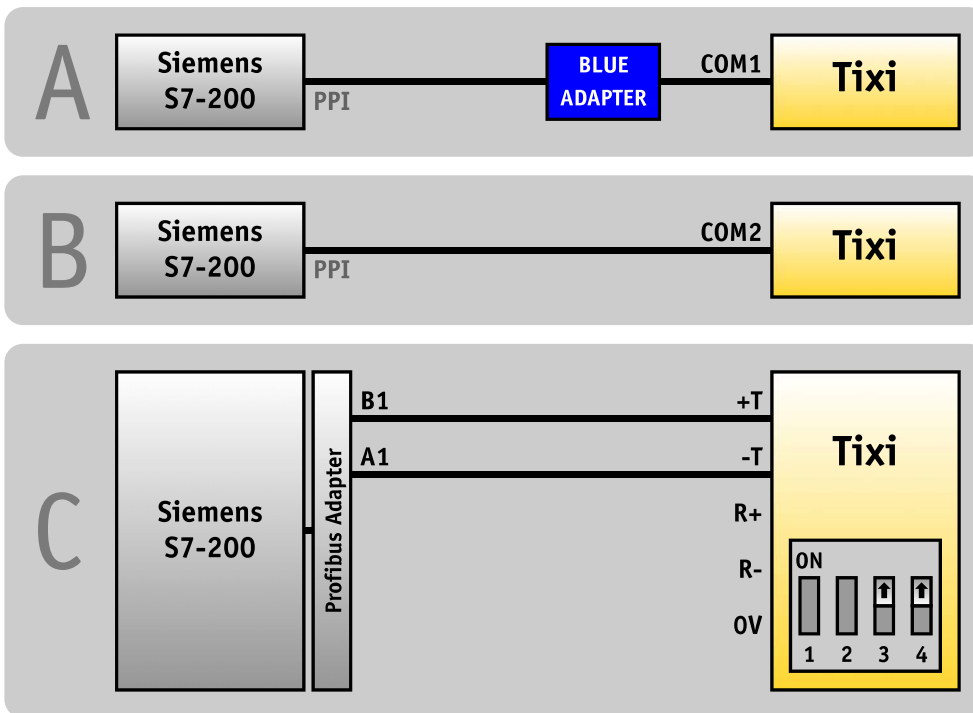 A
Siemens
S7-200
PPI
BLUE
ADAPTER
COM1
Tixi
B
Siemens
S7-200
PPI
COM2
Tixi
C
Siemens
S7-200
Profibus Adapter
B1
A1
+T
-T
R+
R-
0V
Tixi
ON
1 2 3 4